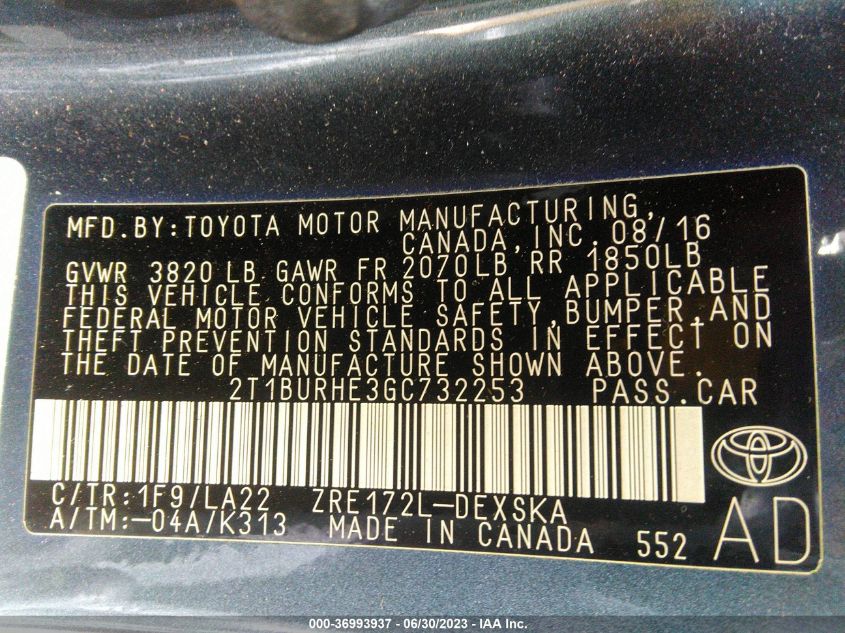 MFD.BY:TOYOTA MOTOR MANUFACTURING,
CANADA,INC.08/16
GVWR 3820 LB GAWR FR 2070LB RR 1850LB
THIS VEHICLE CONFORMS TO ALL APPLICABLE
FEDERAL MOTOR VEHICLE SAFETY,BUMPER,AND
THEFT PREVENTION STANDARDS IN EFFECT ON
THE DATE OF MANUFACTURE SHOWN ABOVE.
2T1BURHE3GC732253 PASS.CAR
C/TR:1F9/LA22 ZRE172L-DEXSKA
A/TM:-04A/K313 MADE IN CANADA 552 AD
000-36993937 - 06/30/2023 - IAA Inc.